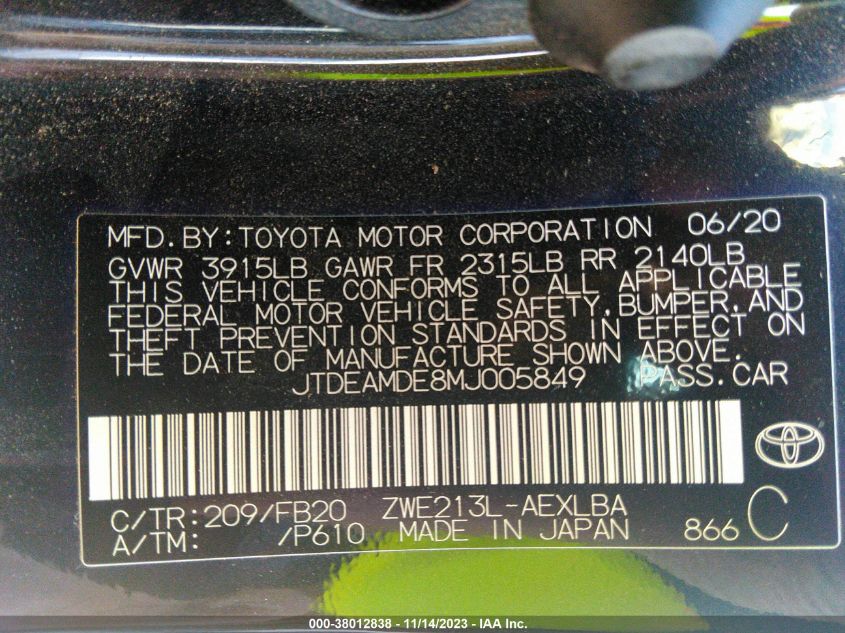 MFD.BY:TOYOTA MOTOR CORPORATION 06/20
GVWR 3915LB GAWR FR 2315LB RR 2140LB
THIS VEHICLE CONFORMS TO ALL APPLICABLE
FEDERAL MOTOR VEHICLE SAFETY,BUMPER,AND
THEFT PREVENTION STANDARDS IN EFFECT ON
THE DATE OF MANUFACTURE SHOWN ABOVE.
JTDEAMDE8MJ005849 PASS.CAR
C/TR:209/FB20 ZWE213L-AEXLBA
A/TM: /P610 MADE IN JAPAN 866 C
000-38012838 - 11/14/2023 - IAA Inc.